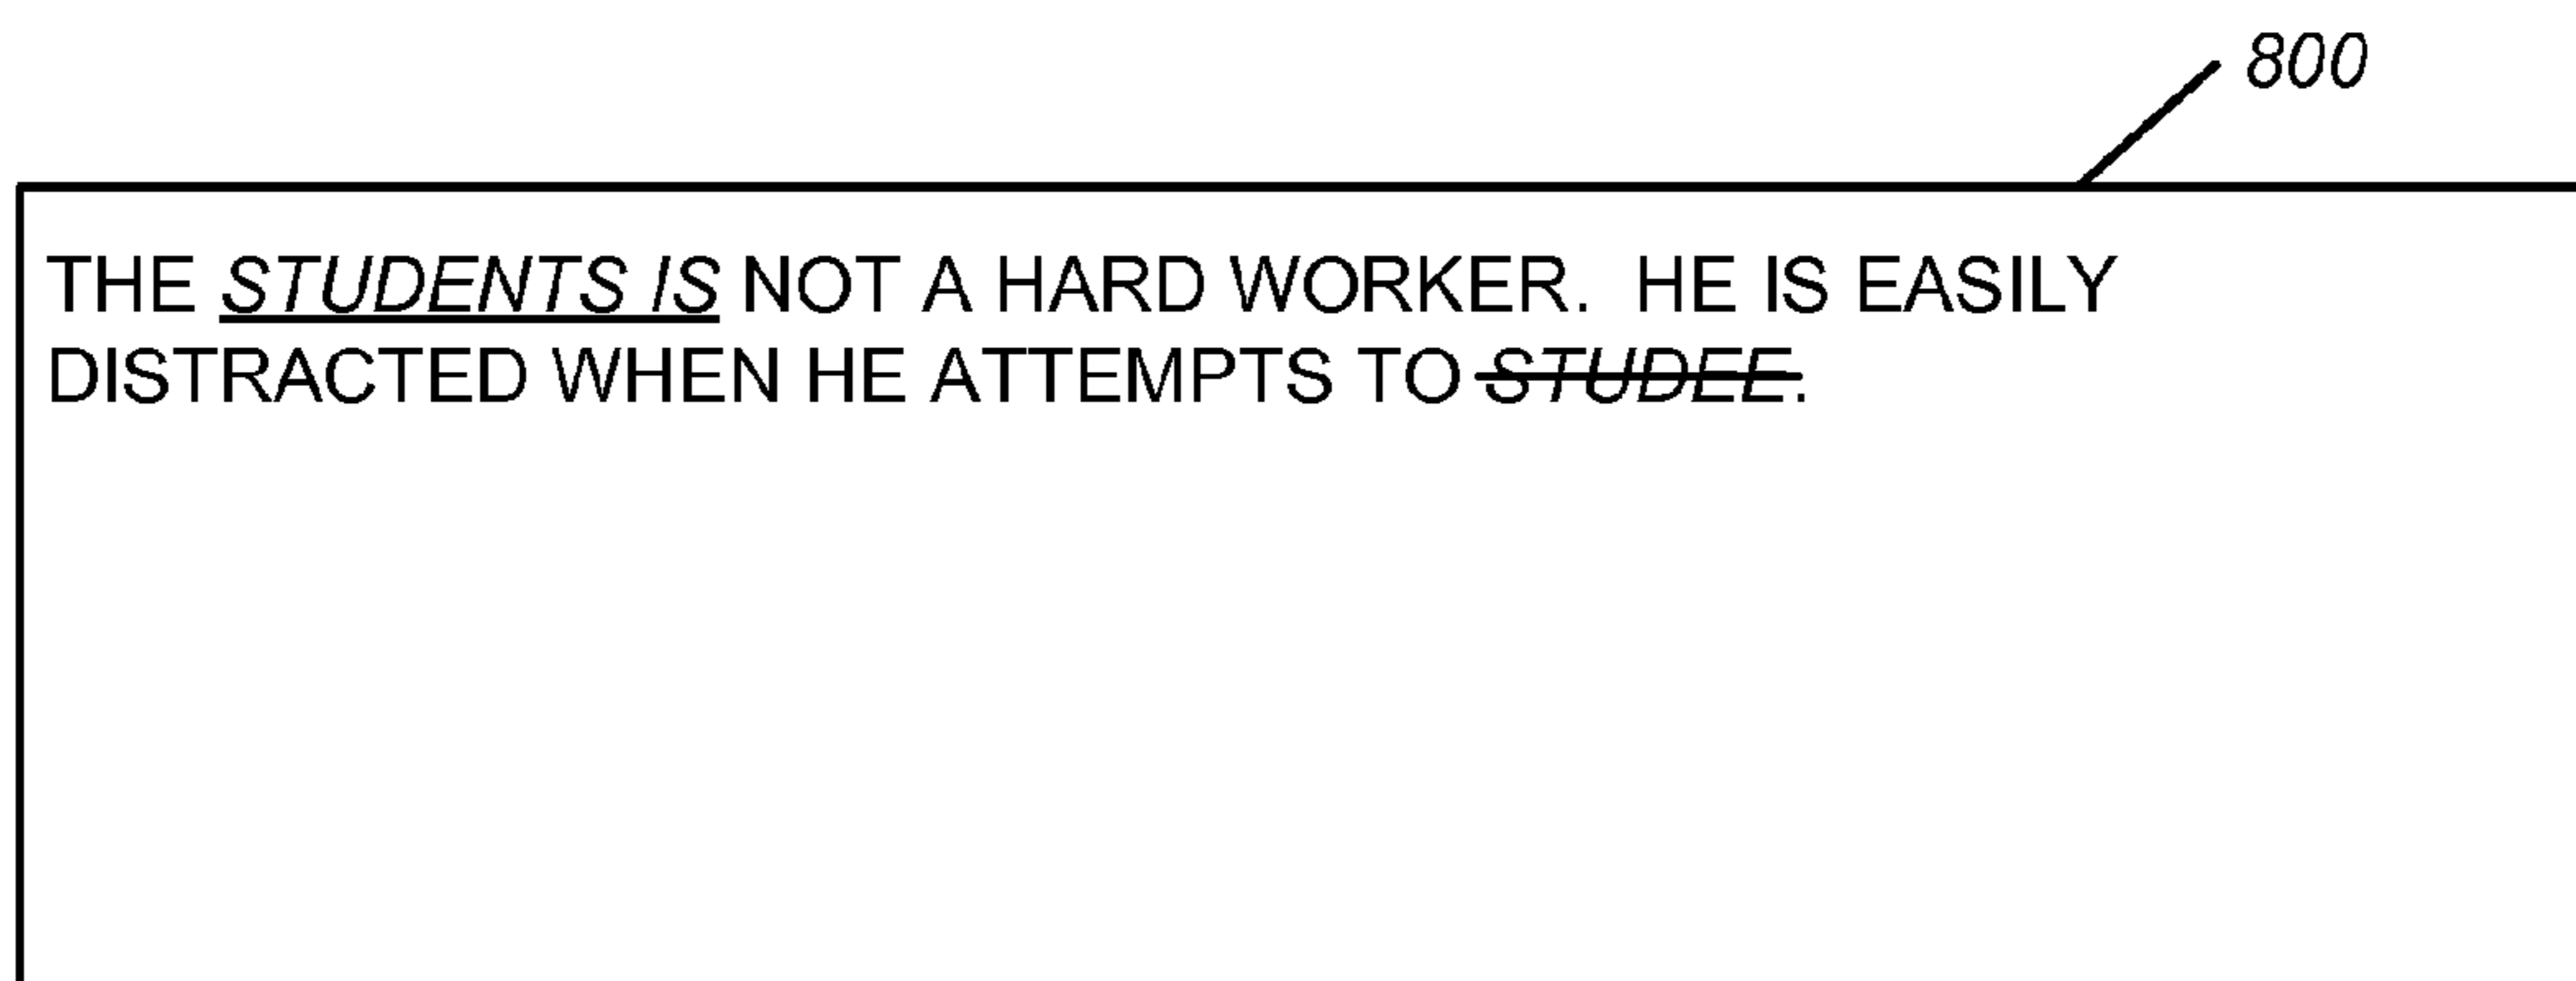 800
THE STUDENTS IS NOT A HARD WORKER.  HE IS EASILY
DISTRACTED WHEN HE ATTEMPTS TO STUDEE.